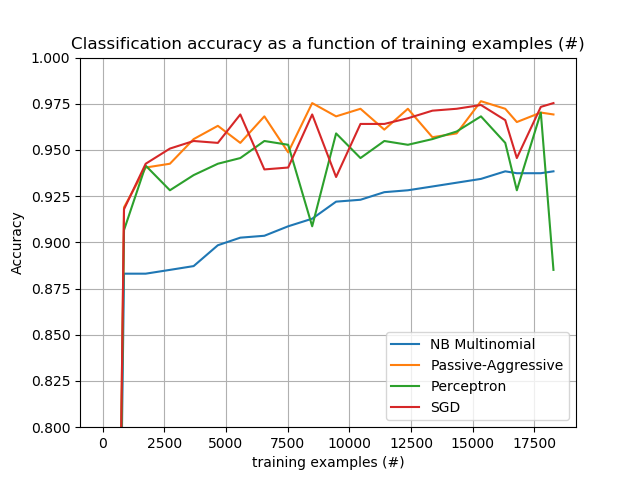 Classification accuracy as a function of training examples (#)
1.000
0.975
0.950
0.925
0.900
0.875
0.850
0.825
0.800
Accuracy
NB Multinomial
Passive-Aggressive
Perceptron
SGD
0 2500 5000 7500 10000 12500 15000 17500
training examples (#)